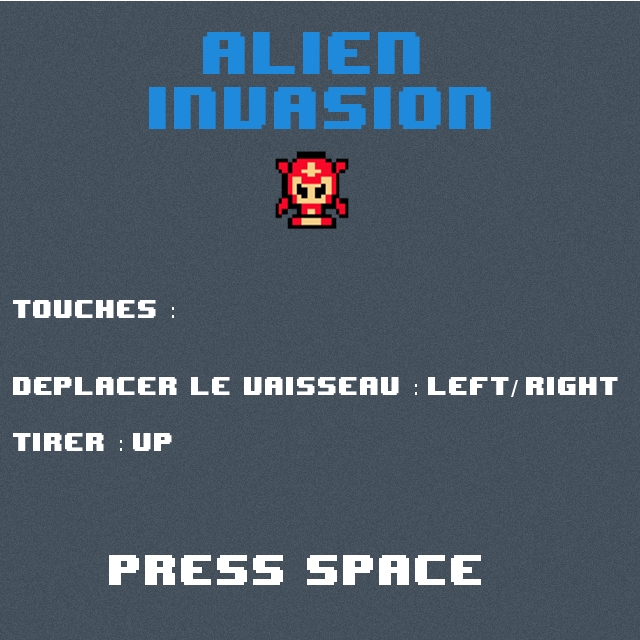 ALIEN
INVASION
TOUCHES :
DEPLACER LE VAISSEAU : LEFT/RIGHT
TIRER : UP
PRESS SPACE